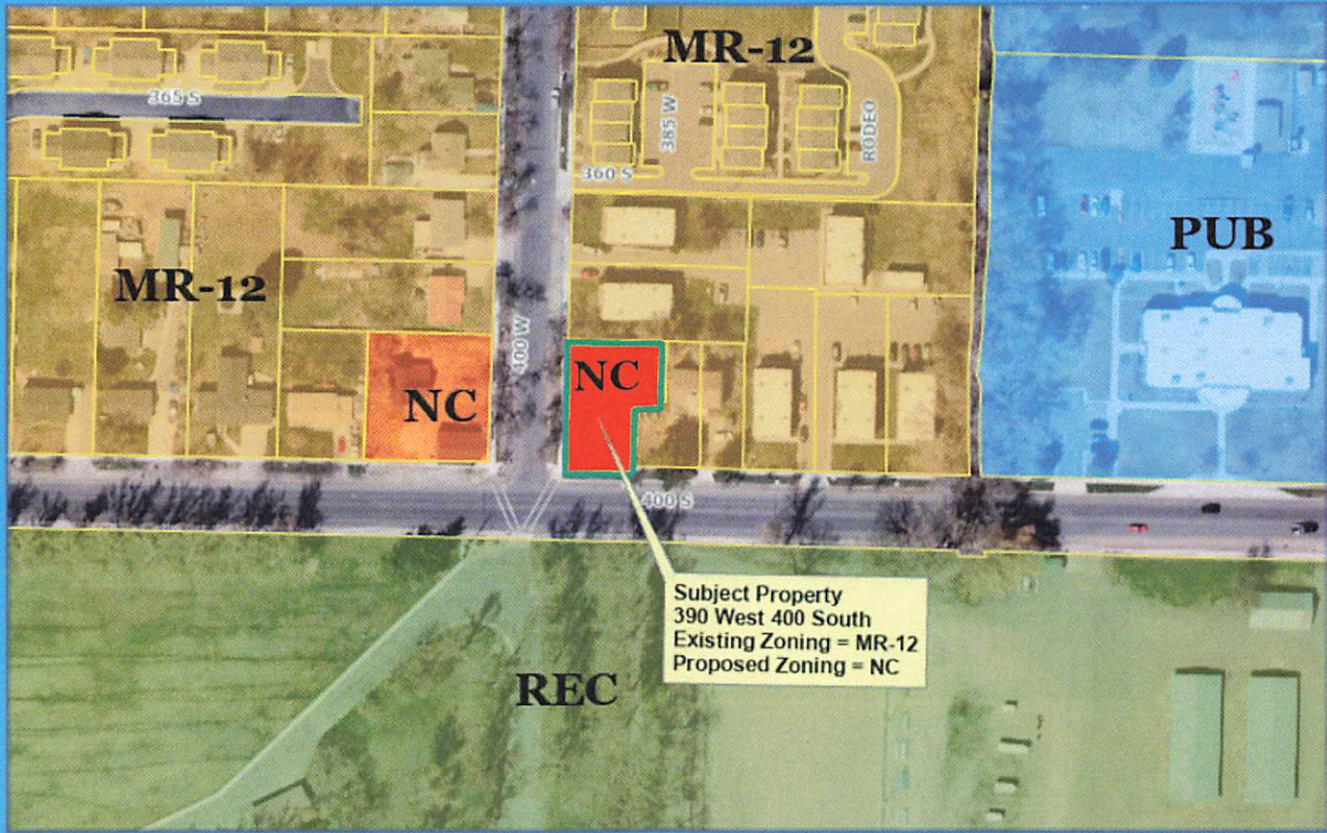 MR-12
365 S
385 W
RODEO
360 S
PUB
MR-12
400 W
NC
NC
400 S
Subject Property
390 West 400 South
Existing Zoning = MR-12
Proposed Zoning = NC
REC